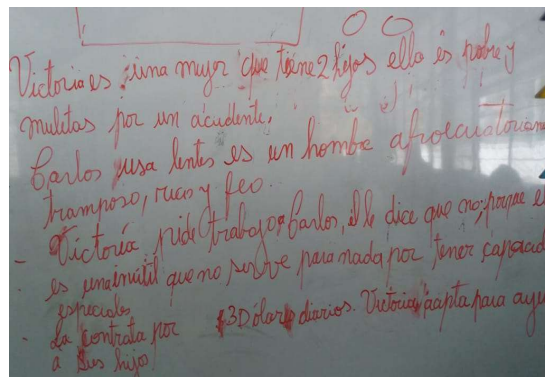 Victoria es una mujer que tiene 2 hijos ella es pobre y
muletas por un accidente.
Carlos usa lentes es un hombre afroecuatoriano
tramposo, rico y feo.
- Victoria pide trabajo a Carlos, él le dice que no; porque el
es una inútil que no serve para nada por tener capacid
especiales
- La contrata por $3 Dólares diarios. Victoria acepta para ayu
a sus hijos